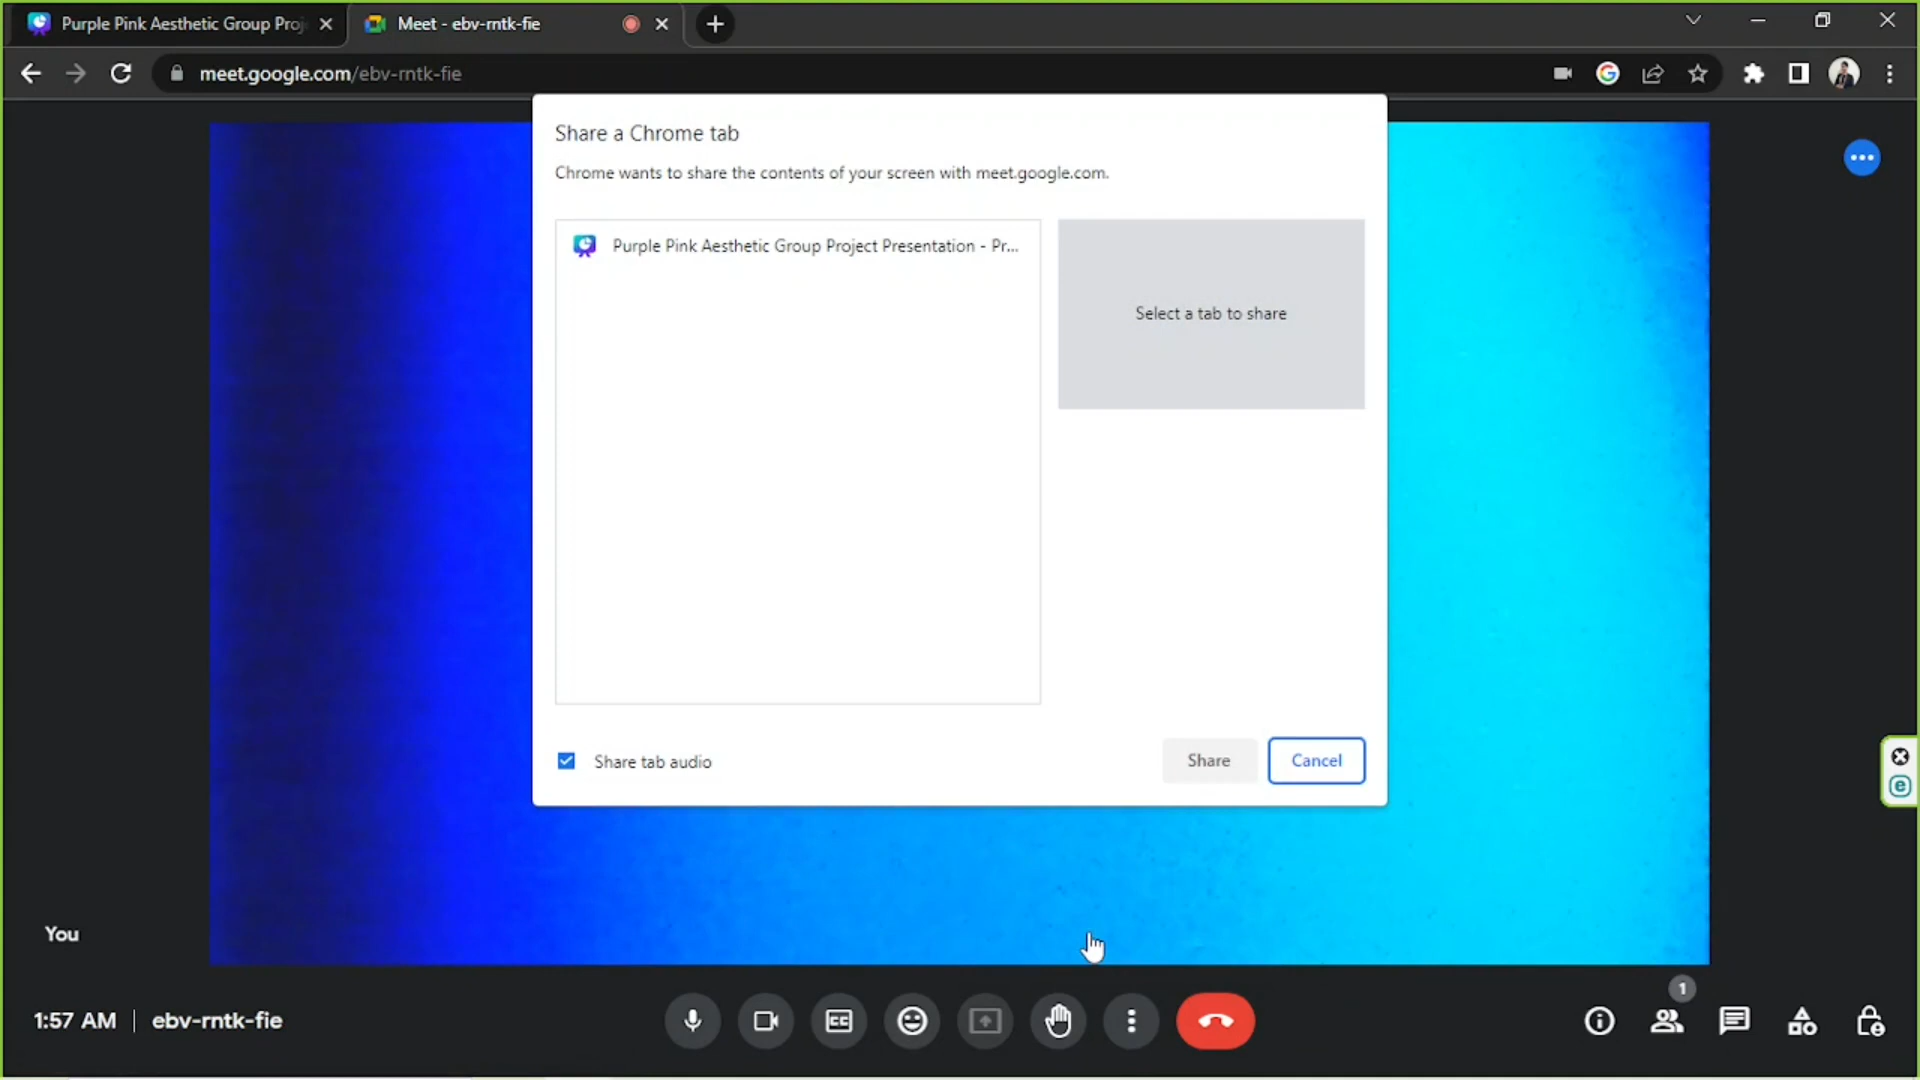 Purple Pink Aesthetic Group Proj
Meet - ebv-rntk-fie
meet.google.com/ebv-rntk-fie
Share a Chrome tab
Chrome wants to share the contents of your screen with meet.google.com.
Purple Pink Aesthetic Group Project Presentation - Pr...
Select a tab to share
Share tab audio
Share
Cancel
You
1
1:57 AM
ebv-rntk-fie
CC